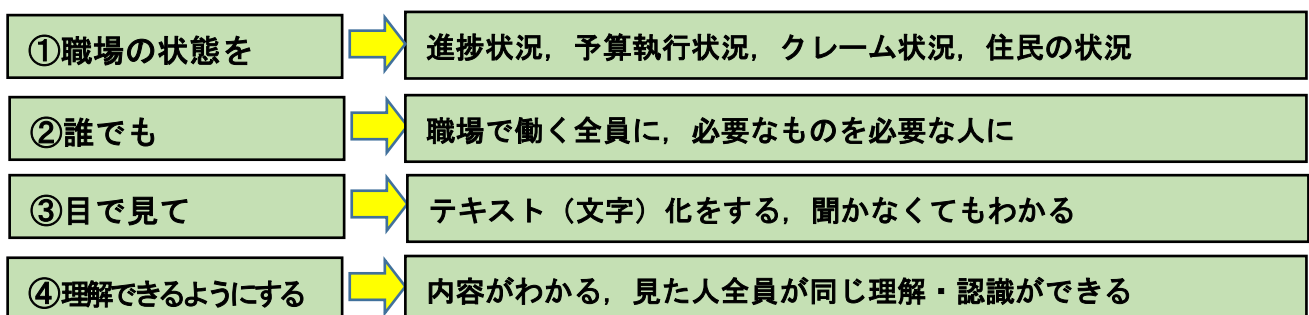 ①職場の状態を
進捗状況，予算執行状況，クレーム状況，住民の状況
②誰でも
職場で働く全員に，必要なものを必要な人に
③目で見て
テキスト（文字）化をする，聞かなくてもわかる
④理解できるようにする
内容がわかる，見た人全員が同じ理解・認識ができる